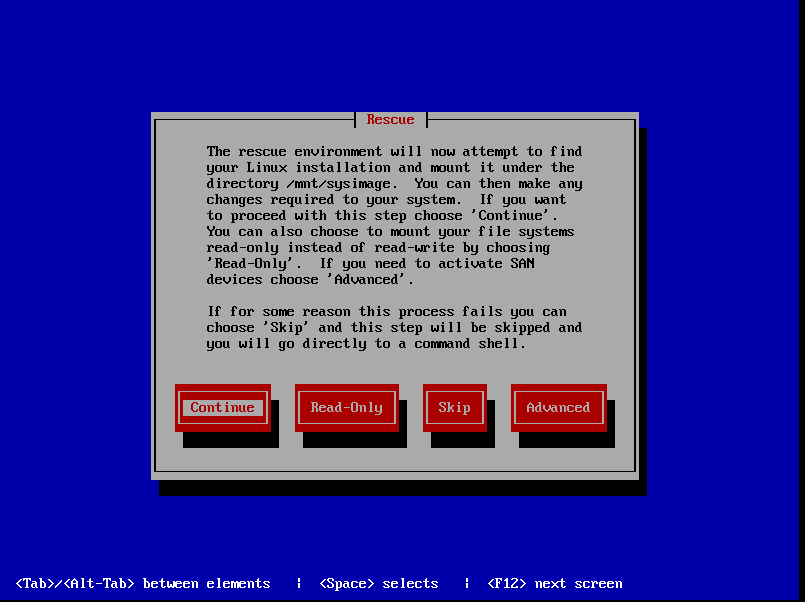 Rescue
The rescue environment will now attempt to find
your Linux installation and mount it under the
directory /mnt/sysimage.  You can then make any
changes required to your system.  If you want
to proceed with this step choose 'Continue'.
You can also choose to mount your file systems
read-only instead of read-write by choosing
'Read-Only'.  If you need to activate SAN
devices choose 'Advanced'.
If for some reason this process fails you can
choose 'Skip' and this step will be skipped and
you will go directly to a command shell.
Continue Read-Only Skip Advanced
<Tab>/<Alt-Tab> between elements   |  <Space> selects   |  <F12> next screen